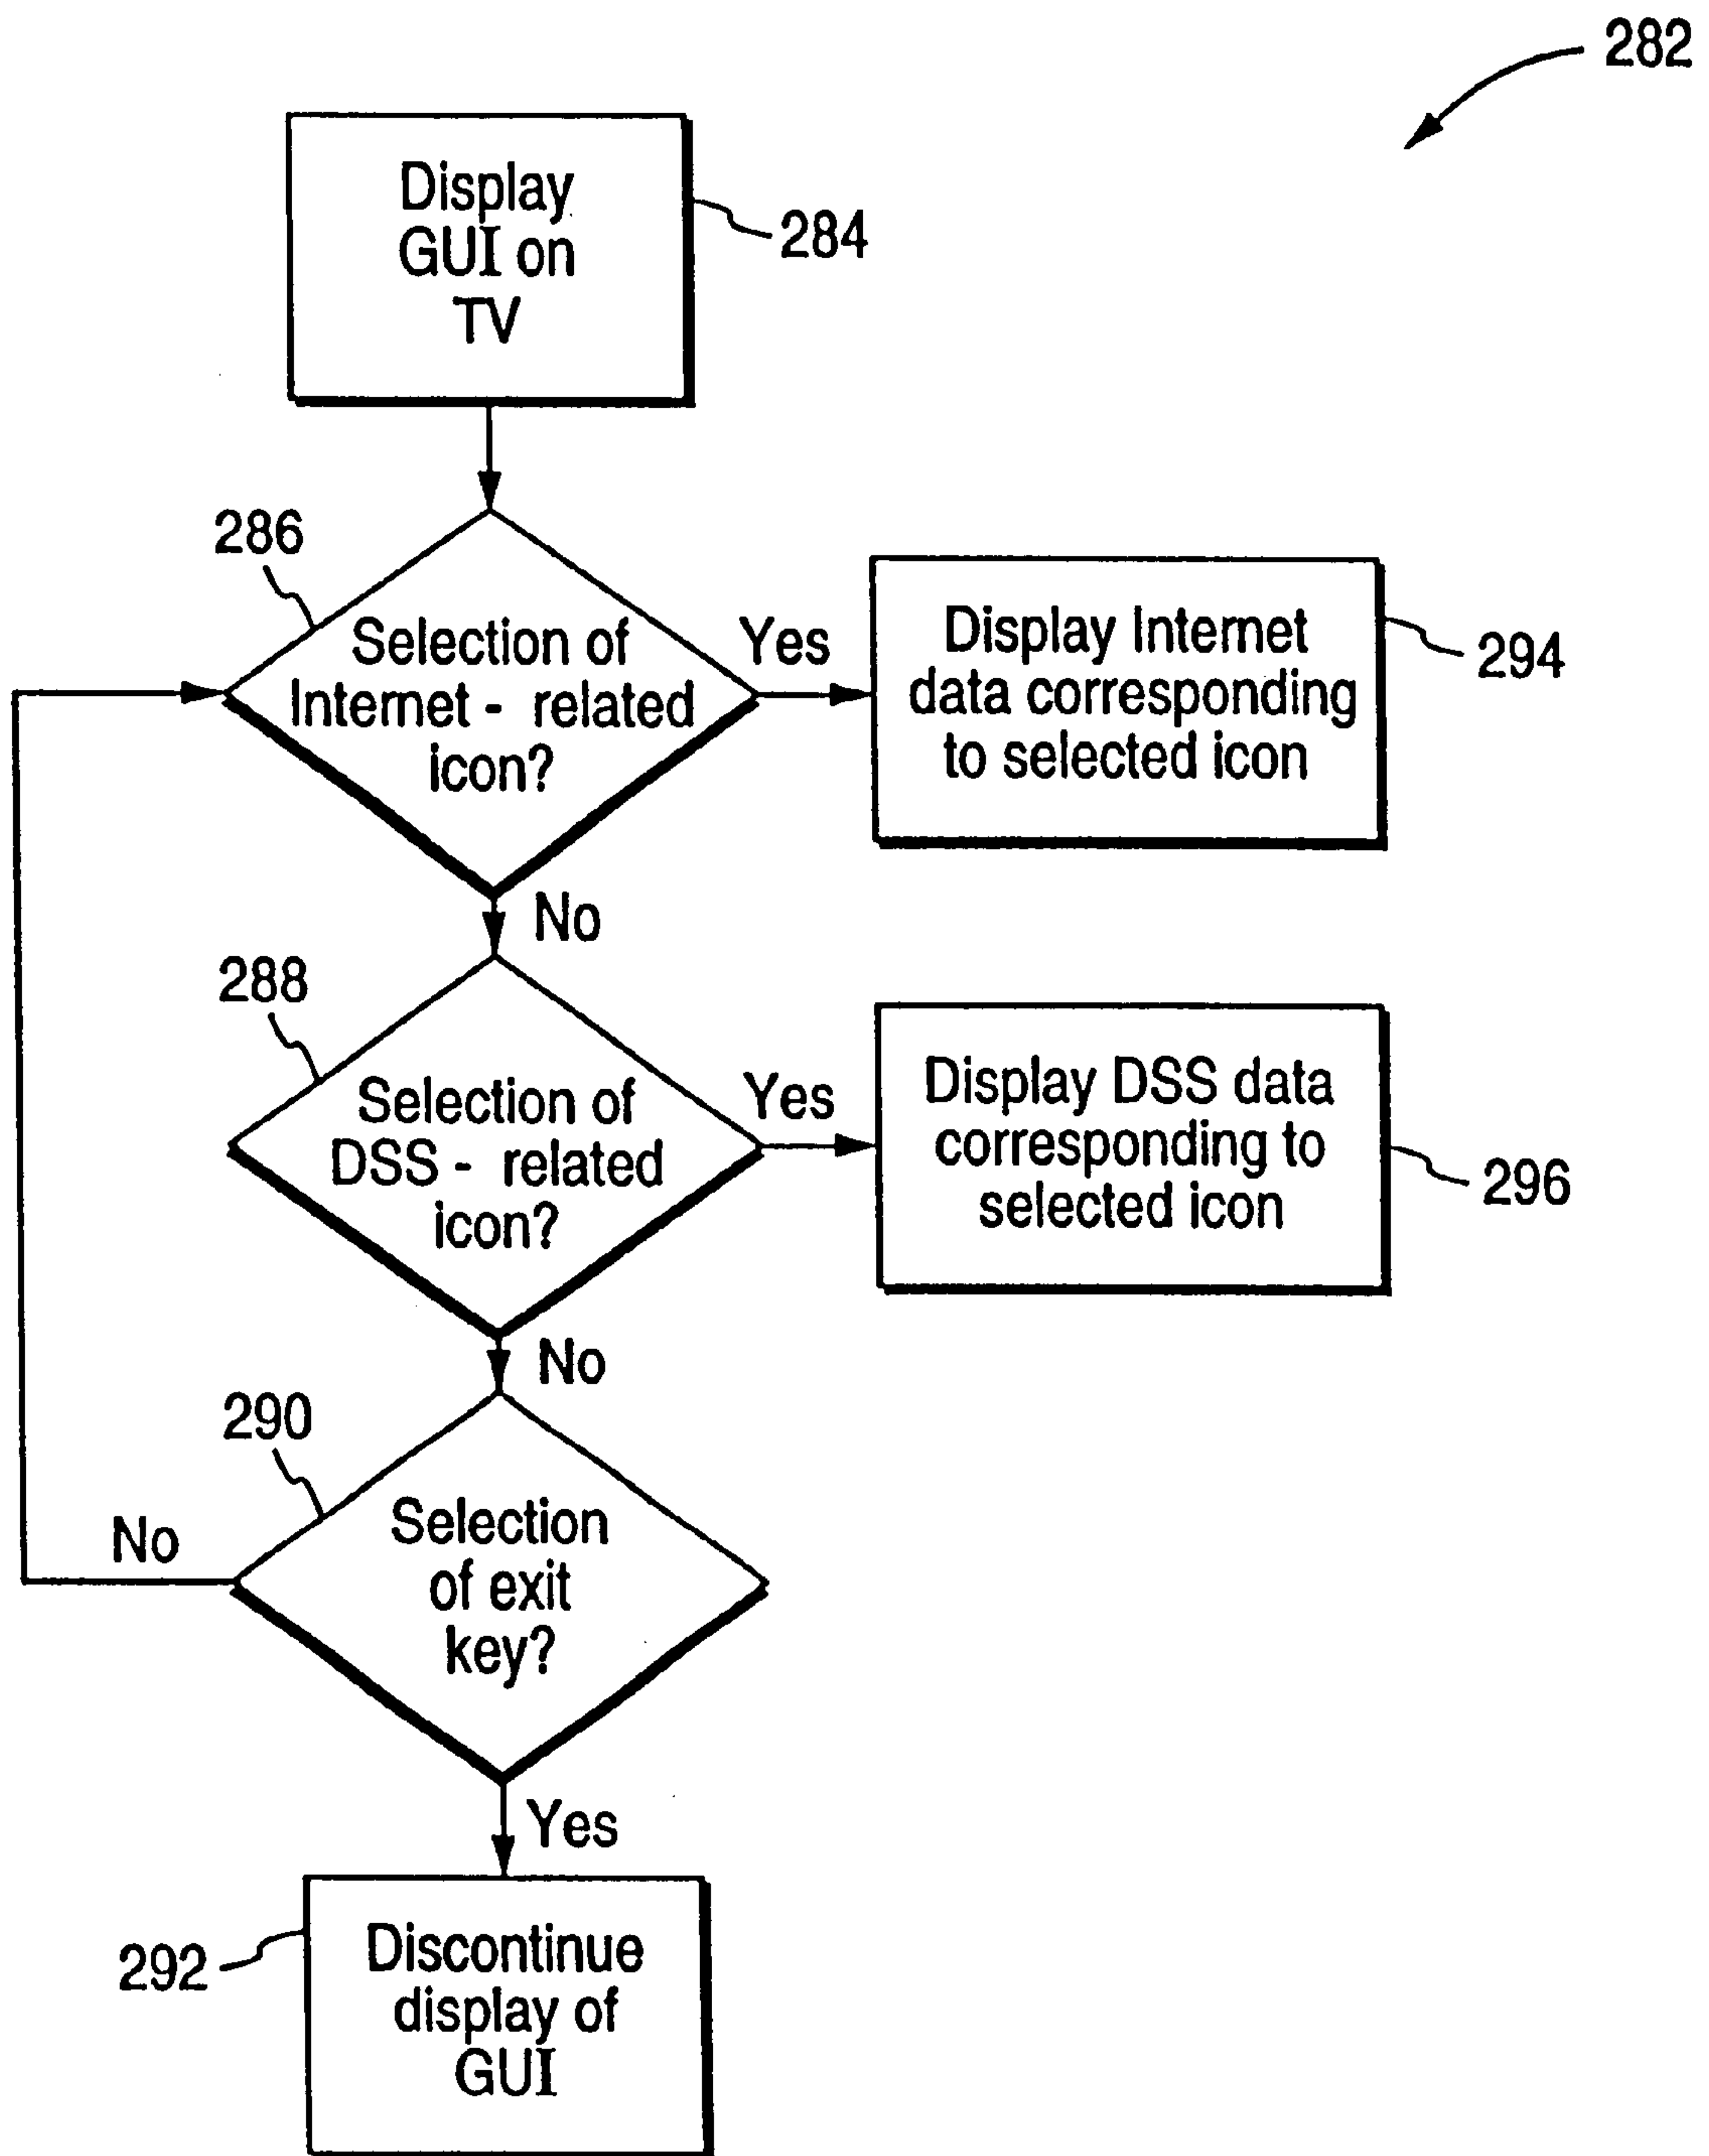 282
Display
GUI on
TV
284
286
Selection of
Internet - related
icon?
Yes
Display Internet
data corresponding
to selected icon
294
No
288
Selection of
DSS - related
icon?
Yes
Display DSS data
corresponding to
selected icon
296
No
290
Selection
of exit
key?
No
Yes
292
Discontinue
display of
GUI